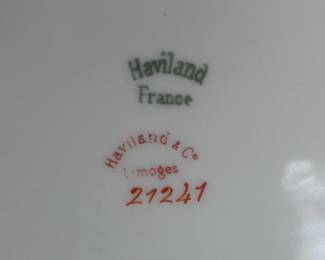 Haviland
France
Haviland & Co
Limoges
21241